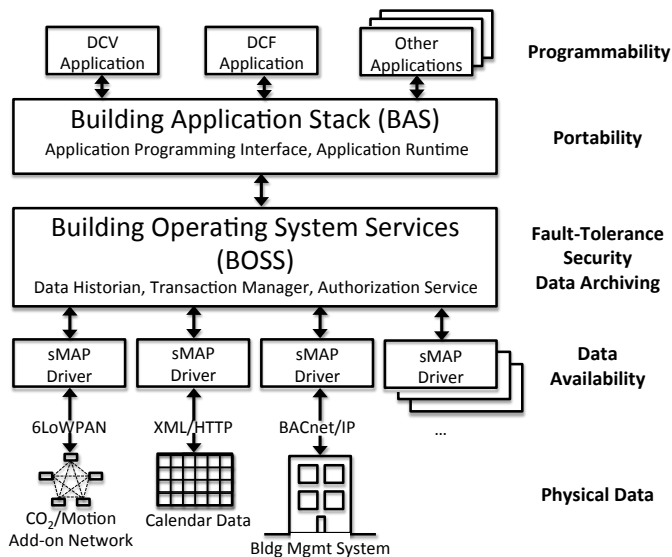 DCV
Application
DCF
Application
Other
Applications
Programmability
Building Application Stack (BAS)
Application Programming Interface, Application Runtime
Portability
Building Operating System Services
(BOSS)
Data Historian, Transaction Manager, Authorization Service
Fault-Tolerance
Security
Data Archiving
sMAP
Driver
sMAP
Driver
sMAP
Driver
sMAP
Driver
Data
Availability
6LoWPAN
XML/HTTP
BACnet/IP
...
CO2/Motion
Add-on Network
Calendar Data
Bldg Mgmt System
Physical Data